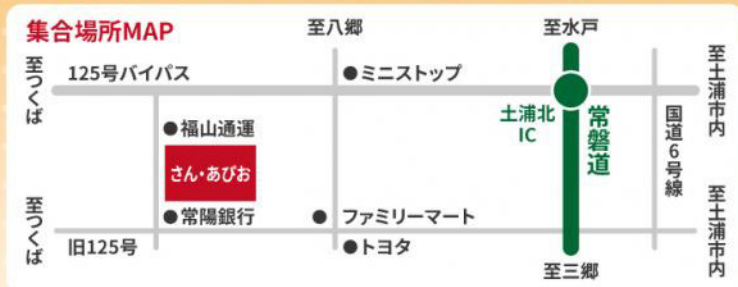 集合場所MAP
至八郷
至水戸
至つくば
125号バイパス
●ミニストップ
至土浦市内
●福山通運
土浦北
IC
常磐道
国道6号線
さん・あぴお
至つくば
●常陽銀行
● ファミリーマート
至土浦市内
旧125号
●トヨタ
至三郷